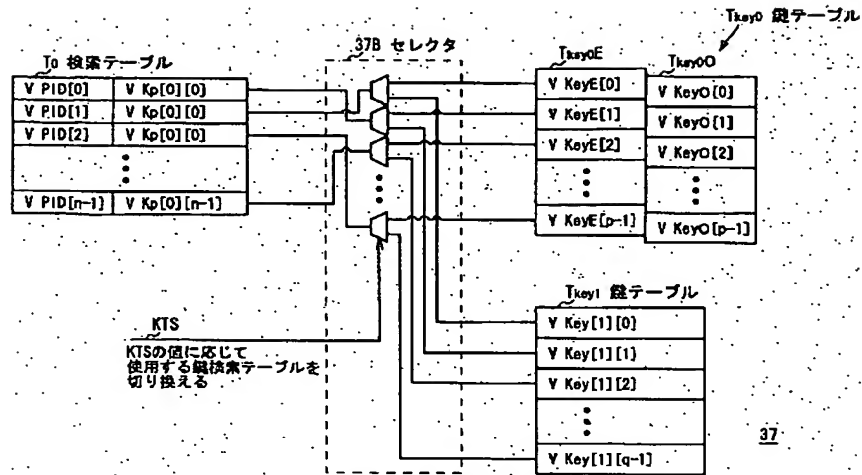 Tkey0 鍵テーブル
37B セレクタ
T0 検索テーブル
V PID[0] V Kp[0][0]
V PID[1] V Kp[0][0]
V PID[2] V Kp[0][0]
V PID[n-1] V Kp[0][n-1]
Tkey0E
V KeyE[0]
V KeyE[1]
V KeyE[2]
V KeyE[p-1]
Tkey0O
V KeyO[0]
V KeyO[1]
V KeyO[2]
V KeyO[p-1]
KTS
KTSの値に応じて
使用する鍵検索テーブルを
切り換える
Tkey1 鍵テーブル
V Key[1][0]
V Key[1][1]
V Key[1][2]
V Key[1][q-1]
37